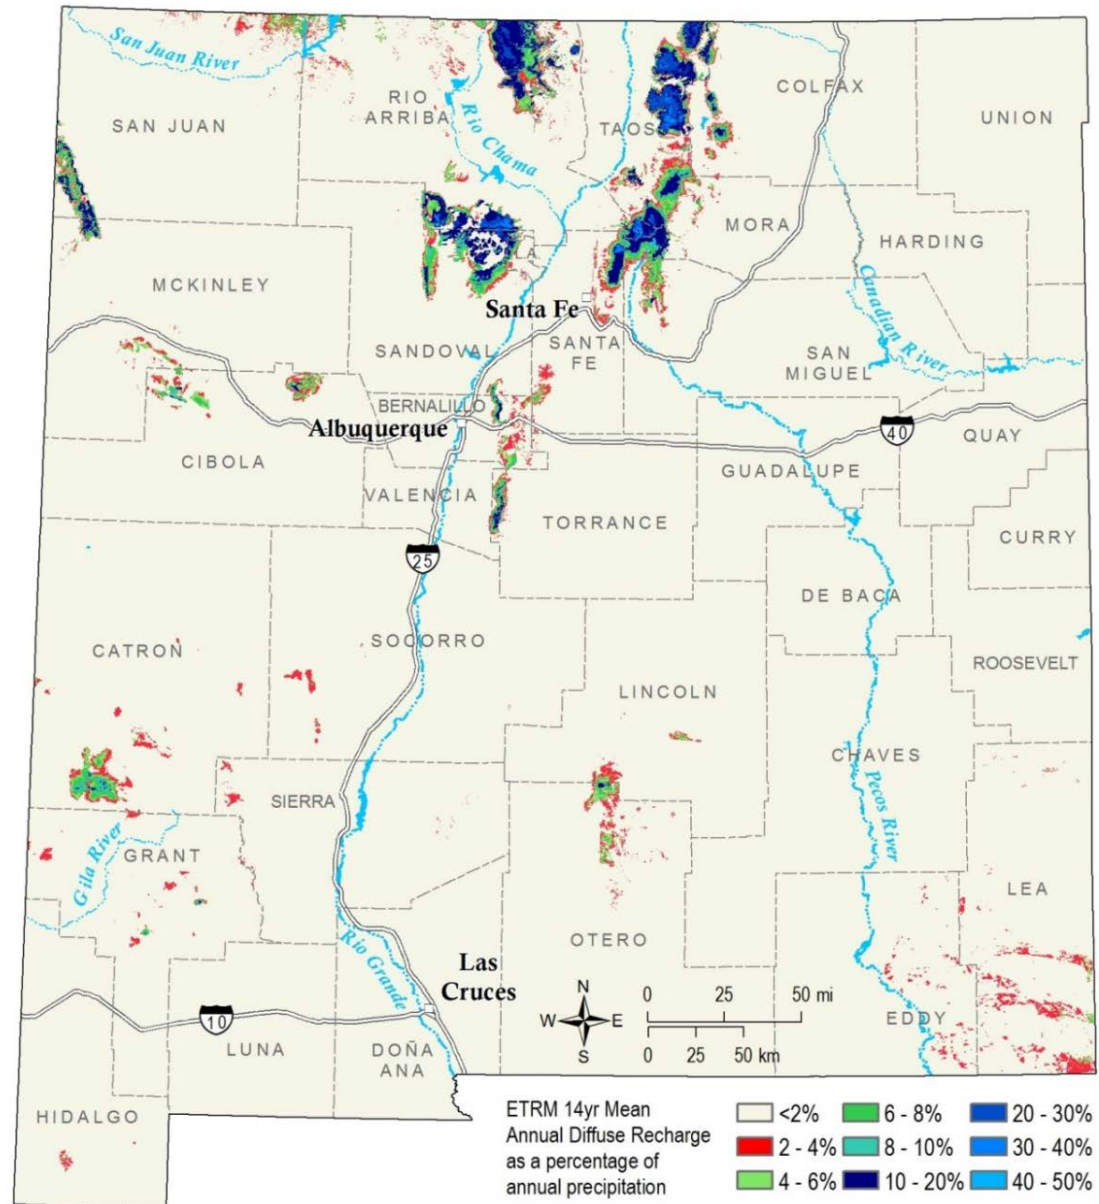 San Juan River
COLFAX
RIO
ARRIBA
UNION
SAN JUAN
Rio Chama
TAOS
MORA
HARDING
MCKINLEY
Canadian River
Santa Fe
SANDOVAL
SANTA
FE
SAN
MIGUEL
BERNALILLO
Albuquerque
40
QUAY
CIBOLA
GUADALUPE
VALENCIA
TORRANCE
CURRY
25
DE BACA
CATRON
SOCORRO
ROOSEVELT
LINCOLN
CHAVES
SIERRA
Pecos River
Gila River
GRANT
LEA
OTERO
Rio Grande
Las
Cruces
N
W
E
S
0 25 50 mi
0 25 50 km
10
EDDY
LUNA
DOÑA
ANA
HIDALGO
ETRM 14yr Mean
Annual Diffuse Recharge
as a percentage of
annual precipitation
<2%
2 - 4%
4 - 6%
6 - 8%
8 - 10%
10 - 20%
20 - 30%
30 - 40%
40 - 50%